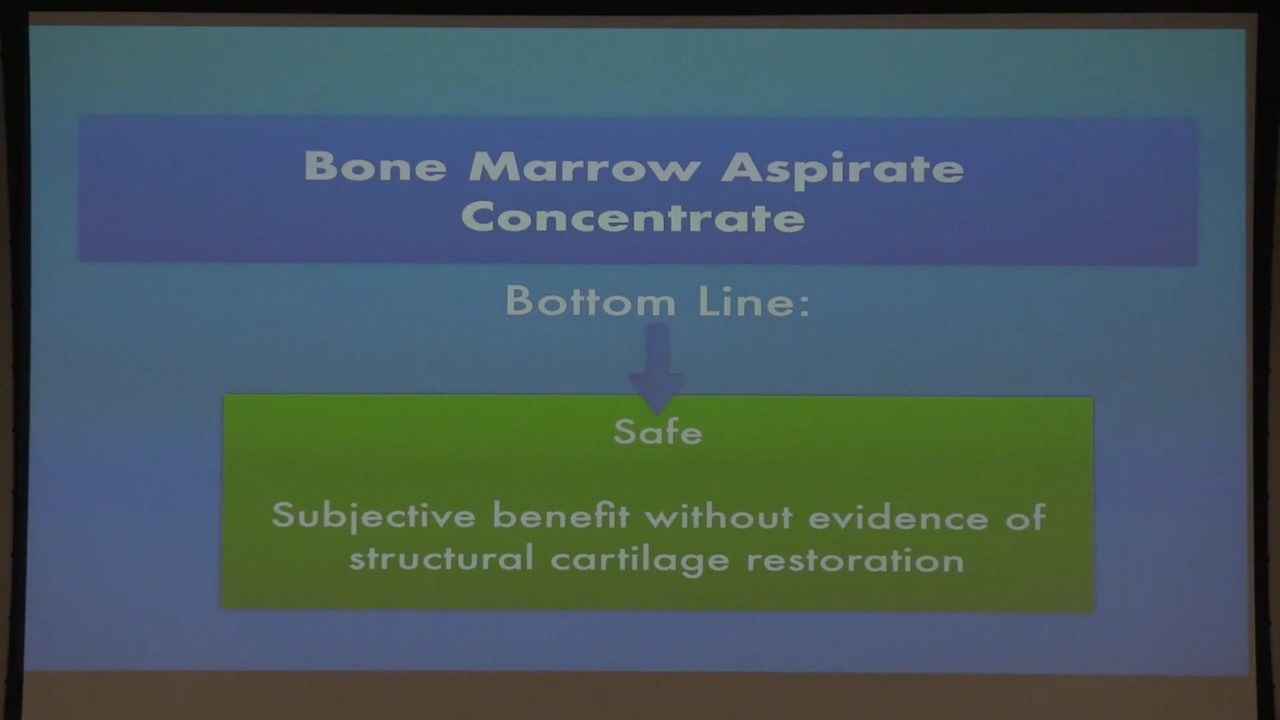 Bone Marrow Aspirate
Concentrate
Bottom Line:
Safe
Subjective benefit without evidence of
structural cartilage restoration